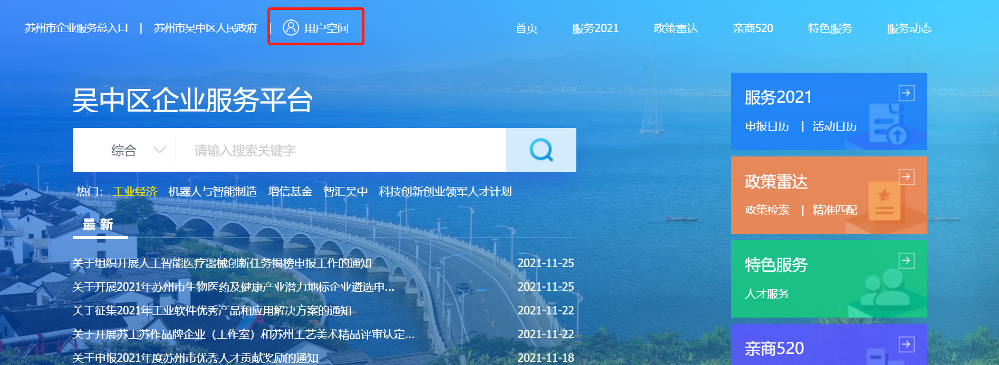 苏州市企业服务总入口 | 苏州市吴中区人民政府 | 用户空间
首页 服务2021 政策雷达 亲商520 特色服务 服务动态
吴中区企业服务平台
综合 请输入搜索关键字
热门： 工业经济 机器人与智能制造 增信基金 智汇吴中 科技创新创业领军人才计划
最新
关于组织开展人工智能医疗器械创新任务揭榜申报工作的通知 2021-11-25
关于开展2021年苏州市生物医药及健康产业潜力地标企业遴选申... 2021-11-25
关于征集2021年工业软件优秀产品和应用解决方案的通知 2021-11-22
关于开展苏工苏作品牌企业（工作室）和苏州工艺美术精品评审认定... 2021-11-22
关于申报2021年度苏州市优秀人才贡献奖励的通知 2021-11-18
服务2021
申报日历 | 活动日历
政策雷达
政策检索 | 精准匹配
特色服务
人才服务
亲商520